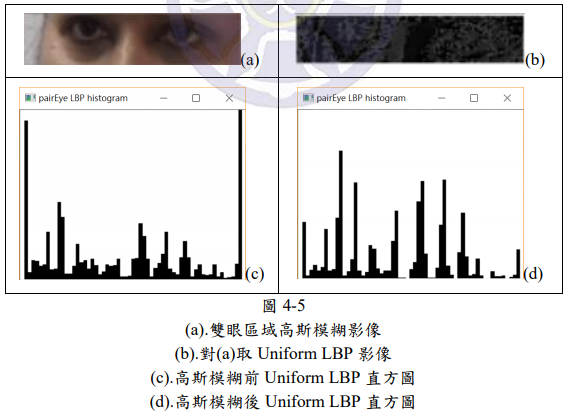 (a)
(b)
pairEye LBP histogram
pairEye LBP histogram
(c)
(d)
圖 4-5
(a).雙眼區域高斯模糊影像
(b).對(a)取 Uniform LBP 影像
(c).高斯模糊前 Uniform LBP 直方圖
(d).高斯模糊後 Uniform LBP 直方圖